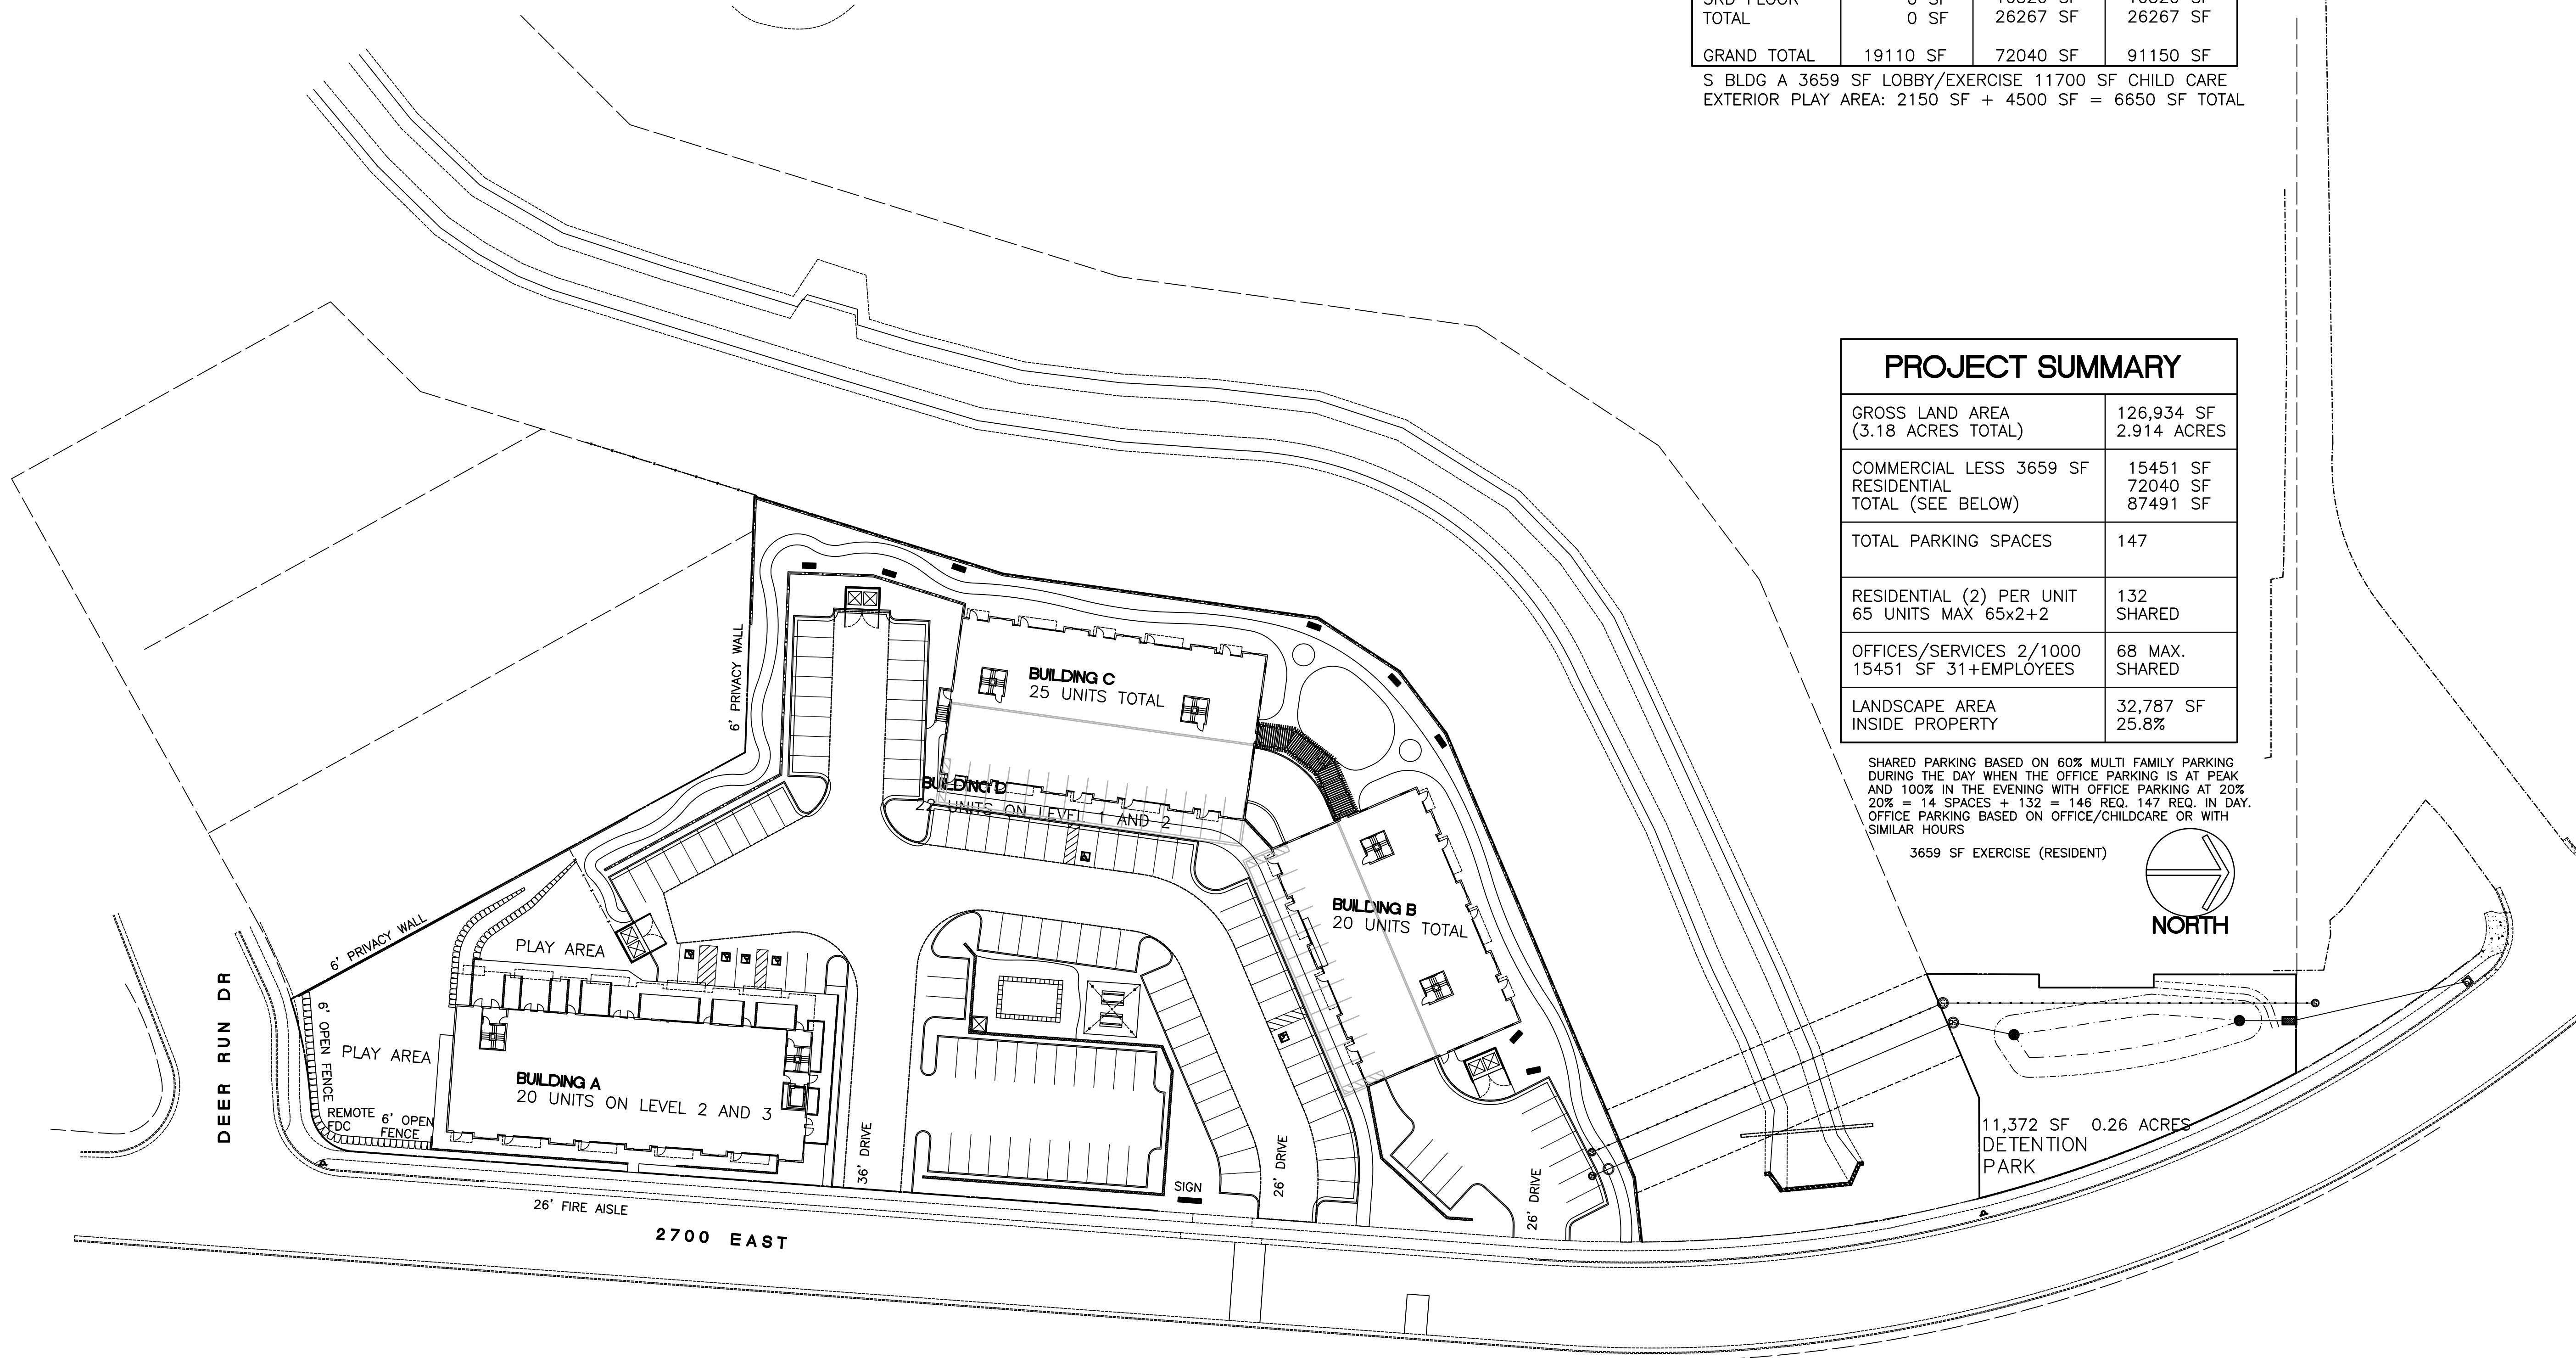 3RD FLOOR 0 SF
TOTAL 0 SF 26267 SF 26267 SF
GRAND TOTAL 19110 SF 72040 SF 91150 SF
S BLDG A 3659 SF LOBBY/EXERCISE 11700 SF CHILD CARE
EXTERIOR PLAY AREA: 2150 SF + 4500 SF = 6650 SF TOTAL
PROJECT SUMMARY
GROSS LAND AREA 126,934 SF
(3.18 ACRES TOTAL) 2.914 ACRES
COMMERCIAL LESS 3659 SF 15451 SF
RESIDENTIAL 72040 SF
TOTAL (SEE BELOW) 87491 SF
TOTAL PARKING SPACES 147
RESIDENTIAL (2) PER UNIT 132
65 UNITS MAX 65x2+2 SHARED
OFFICES/SERVICES 2/1000 68 MAX.
15451 SF 31+EMPLOYEES SHARED
LANDSCAPE AREA 32,787 SF
INSIDE PROPERTY 25.8%
SHARED PARKING BASED ON 60% MULTI FAMILY PARKING
DURING THE DAY WHEN THE OFFICE PARKING IS AT PEAK
AND 100% IN THE EVENING WITH OFFICE PARKING AT 20%
20% = 14 SPACES + 132 = 146 REQ. 147 REQ. IN DAY.
OFFICE PARKING BASED ON OFFICE/CHILDCARE OR WITH
SIMILAR HOURS
3659 SF EXERCISE (RESIDENT)
NORTH
6' PRIVACY WALL
BUILDING C
25 UNITS TOTAL
BUILDING D
22 UNITS ON LEVEL 1 AND 2
BUILDING B
20 UNITS TOTAL
6' PRIVACY WALL
PLAY AREA
DEER RUN DR
6' OPEN FENCE
PLAY AREA
BUILDING A
20 UNITS ON LEVEL 2 AND 3
REMOTE
FDC
6' OPEN
FENCE
36' DRIVE
SIGN
26' DRIVE
26' DRIVE
11,372 SF 0.26 ACRES
DETENTION
PARK
26' FIRE AISLE
2700 EAST